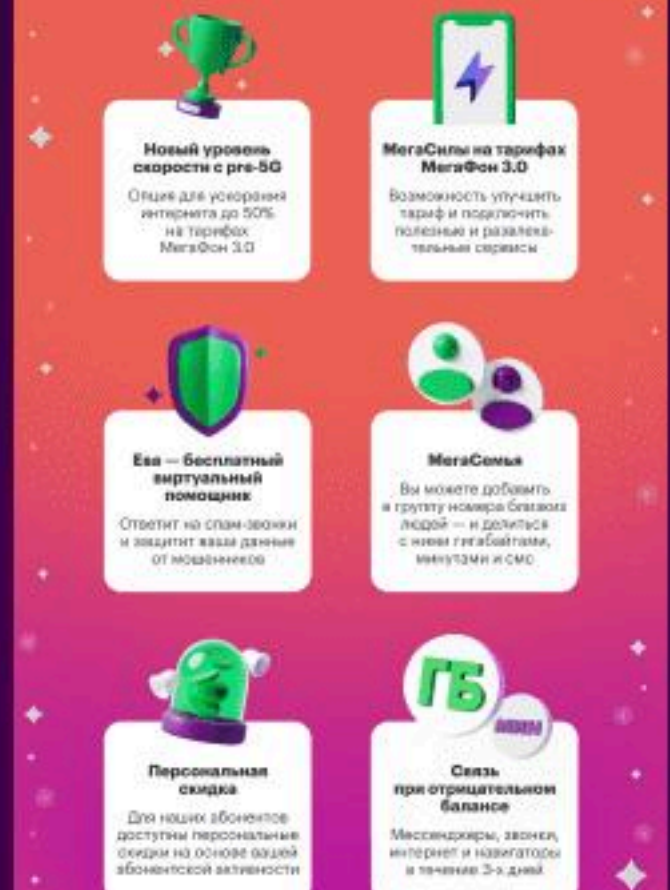 Новый уровень
скорости с pre-5G
Опция для ускорения
интернета до 50%
на тарифах
МегаФон 3.0
МегаСилы на тарифах
МегаФон 3.0
Возможность улучшить
тариф и подключить
полезные и развлека-
тельные сервисы
Ева — бесплатный
виртуальный
помощник
Ответит на спам-звонки
и защитит ваши данные
от мошенников
МегаСемья
Вы можете добавить
в группу номера близких
людей — и делиться
с ними гигабайтами,
минутами и смс
Персональная
скидка
Для наших абонентов
доступны персональные
скидки на основе вашей
абонентской активности
ГБ
МИН
Связь
при отрицательном
балансе
Мессенджеры, звонки,
интернет и навигаторы
в течение 3-х дней